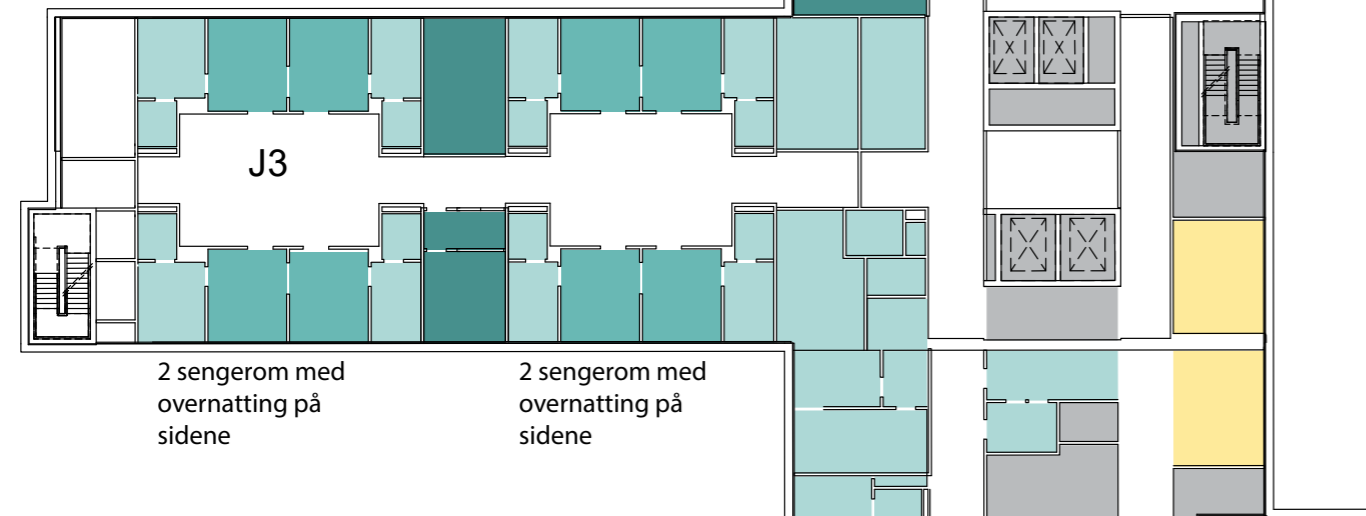 J3
2 sengerom med
overnatting på
sidene
2 sengerom med
overnatting på
sidene